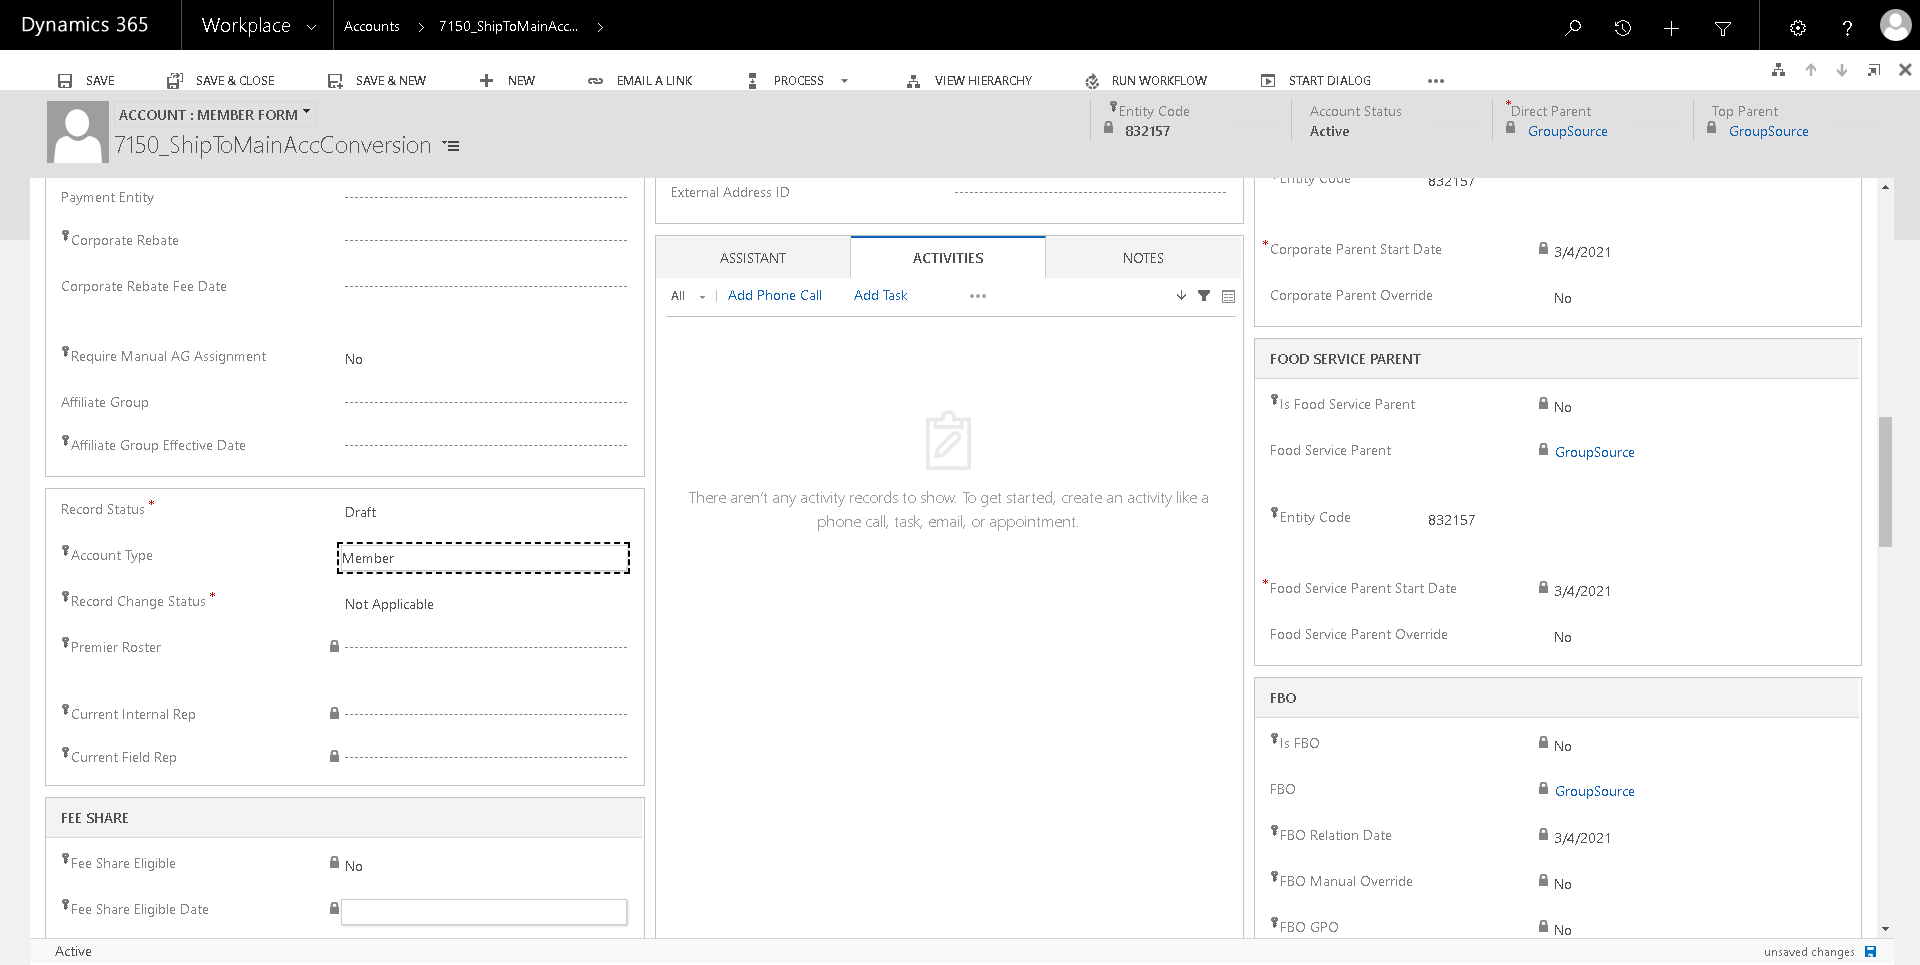 Dynamics 365
Workplace
Accounts
7150_ShipToMainAcc...
SAVE
SAVE & CLOSE
SAVE & NEW
NEW
EMAIL A LINK
PROCESS
VIEW HIERARCHY
RUN WORKFLOW
START DIALOG
ACCOUNT : MEMBER FORM
7150_ShipToMainAccConversion
Entity Code
832157
Account Status
Active
*Direct Parent
GroupSource
Top Parent
GroupSource
Payment Entity
Corporate Rebate
Corporate Rebate Fee Date
Require Manual AG Assignment No
Affiliate Group
Affiliate Group Effective Date
Record Status * Draft
Account Type Member
Record Change Status * Not Applicable
Premier Roster
Current Internal Rep
Current Field Rep
FEE SHARE
Fee Share Eligible No
Fee Share Eligible Date
External Address ID
ASSISTANT ACTIVITIES NOTES
All | Add Phone Call Add Task
There aren't any activity records to show. To get started, create an activity like a
phone call, task, email, or appointment.
Entity Code 832157
*Corporate Parent Start Date 3/4/2021
Corporate Parent Override No
FOOD SERVICE PARENT
Is Food Service Parent No
Food Service Parent GroupSource
Entity Code 832157
*Food Service Parent Start Date 3/4/2021
Food Service Parent Override No
FBO
Is FBO No
FBO GroupSource
FBO Relation Date 3/4/2021
FBO Manual Override No
FBO GPO No
Active
unsaved changes